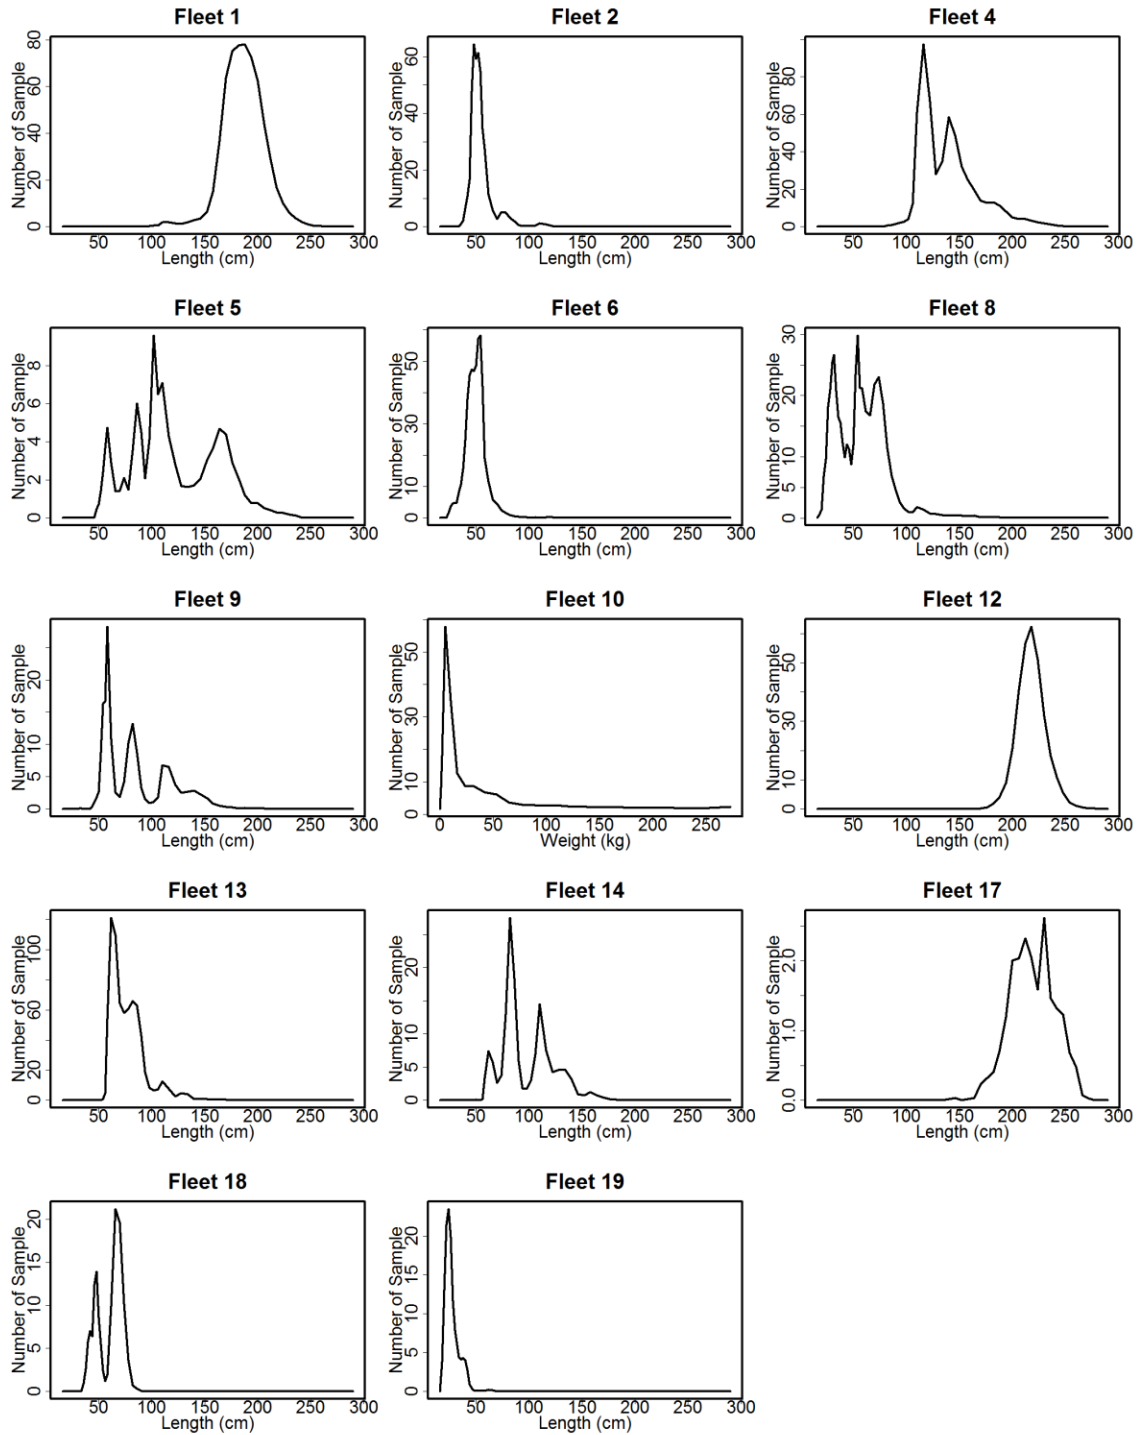 Fleet 1 Fleet 2 Fleet 4
Number of Sample Number of Sample Number of Sample
0 20 40 60 80 0 20 40 60 0 20 40 60 80
50 100 150 200 250 300 50 100 150 200 250 300 50 100 150 200 250 300
Length (cm) Length (cm) Length (cm)
Fleet 5 Fleet 6 Fleet 8
Number of Sample Number of Sample Number of Sample
0 2 4 6 8 0 10 30 50 0 5 10 20 30
50 100 150 200 250 300 50 100 150 200 250 300 50 100 150 200 250 300
Length (cm) Length (cm) Length (cm)
Fleet 9 Fleet 10 Fleet 12
Number of Sample Number of Sample Number of Sample
0 5 10 20 0 10 30 50 0 10 30 50
50 100 150 200 250 300 0 50 100 150 200 250 50 100 150 200 250 300
Length (cm) Weight (kg) Length (cm)
Fleet 13 Fleet 14 Fleet 17
Number of Sample Number of Sample Number of Sample
0 20 60 100 0 5 10 20 0.0 1.0 2.0
50 100 150 200 250 300 50 100 150 200 250 300 50 100 150 200 250 300
Length (cm) Length (cm) Length (cm)
Fleet 18 Fleet 19
Number of Sample Number of Sample
0 5 10 15 20 0 5 10 20
50 100 150 200 250 300 50 100 150 200 250 300
Length (cm) Length (cm)